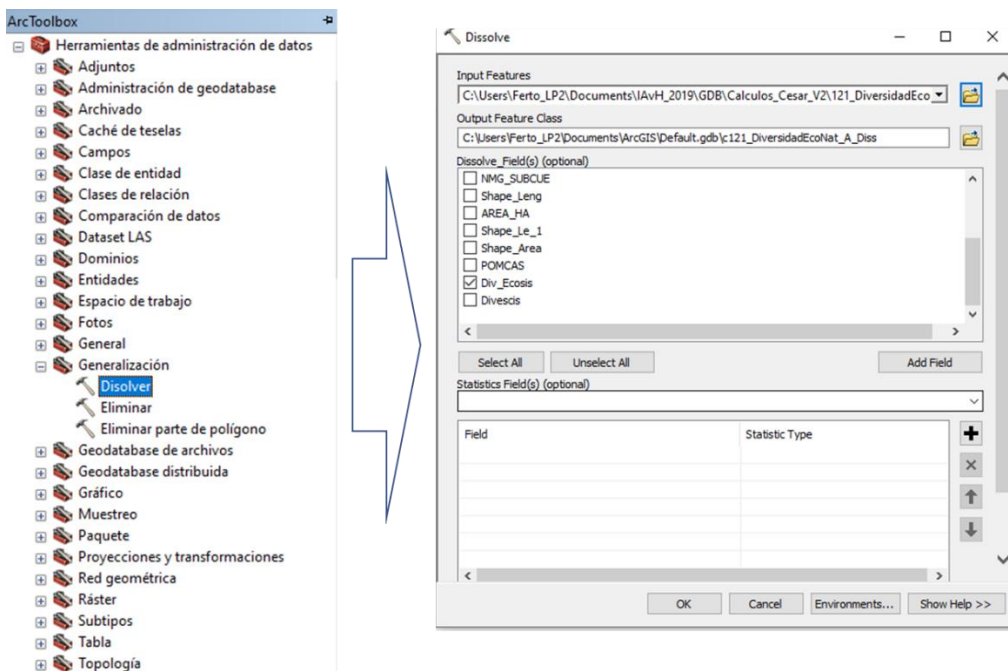 ArcToolbox
Herramientas de administración de datos
Adjuntos
Administración de geodatabase
Archivado
Caché de teselas
Campos
Clase de entidad
Clases de relación
Comparación de datos
Dataset LAS
Dominios
Entidades
Espacio de trabajo
Fotos
General
Generalización
Disolver
Eliminar
Eliminar parte de polígono
Geodatabase de archivos
Geodatabase distribuida
Gráfico
Muestreo
Paquete
Proyecciones y transformaciones
Red geométrica
Ráster
Subtipos
Tabla
Topología
Dissolve
Input Features
C:\Users\Ferto_LP2\Documents\IAvH_2019\GDB\Calculos_Cesar_V2\121_DiversidadEco
Output Feature Class
C:\Users\Ferto_LP2\Documents\ArcGIS\Default.gdb\c121_DiversidadEcoNat_A_Diss
Dissolve_Field(s) (optional)
NMG_SUBCUE
Shape_Leng
AREA_HA
Shape_Le_1
Shape_Area
POMCAS
Div_Ecosis
Divescis
Select All Unselect All Add Field
Statistics Field(s) (optional)
Field Statistic Type
OK Cancel Environments... Show Help >>